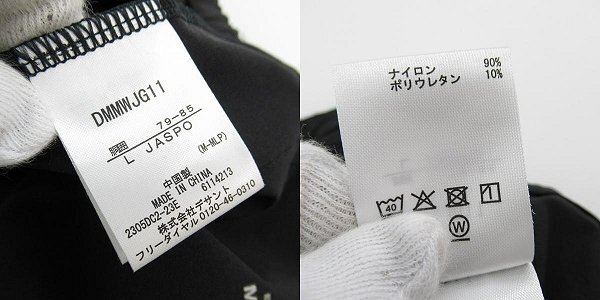 DMMWJG11
胴囲 79-85
L JASPO
(M-MLP)
中国製
MADE IN CHINA
2305DC2-23E 6114213
株式会社デサント
フリーダイヤル 0120-46-0310
ナイロン 90%
ポリウレタン 10%
40
W